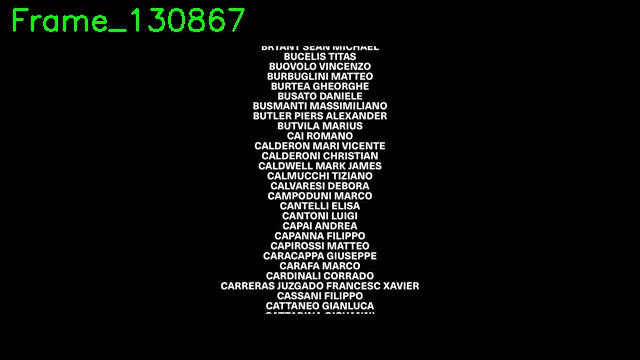 Frame_130867
BRYANT SEAN MICHAEL
BUCELIS TITAS
BUOVOLO VINCENZO
BURBUGLINI MATTEO
BURTEA GHEORGHE
BUSATO DANIELE
BUSMANTI MASSIMILIANO
BUTLER PIERS ALEXANDER
BUTVILA MARIUS
CAI ROMANO
CALDERON MARI VICENTE
CALDERONI CHRISTIAN
CALDWELL MARK JAMES
CALMUCCHI TIZIANO
CALVARESI DEBORA
CAMPODUNI MARCO
CANTELLI ELISA
CANTONI LUIGI
CAPAI ANDREA
CAPANNA FILIPPO
CAPIROSSI MATTEO
CARACAPPA GIUSEPPE
CARAFA MARCO
CARDINALI CORRADO
CARRERAS JUZGADO FRANCESC XAVIER
CASSANI FILIPPO
CATTANEO GIANLUCA